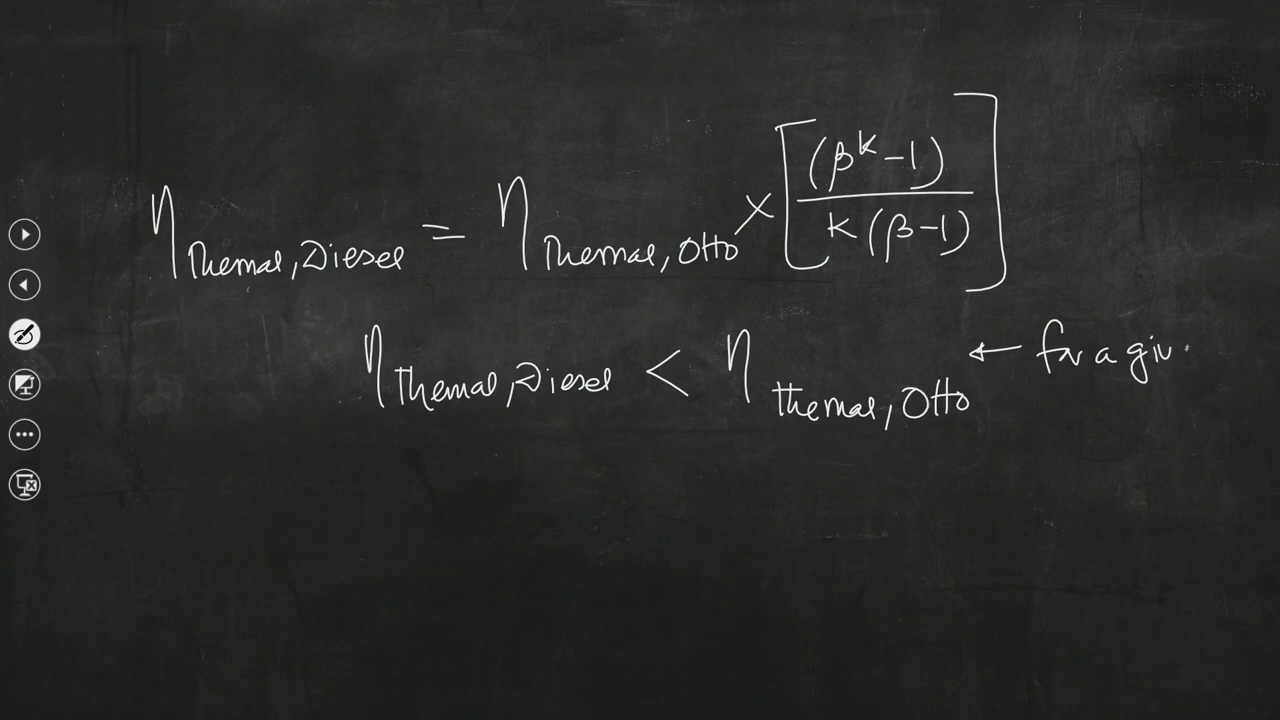 η Thermal, Diesel = η Thermal, Otto × [ (β^K − 1) / K (β − 1) ]
η Thermal, Diesel < η thermal, Otto ← for a giv